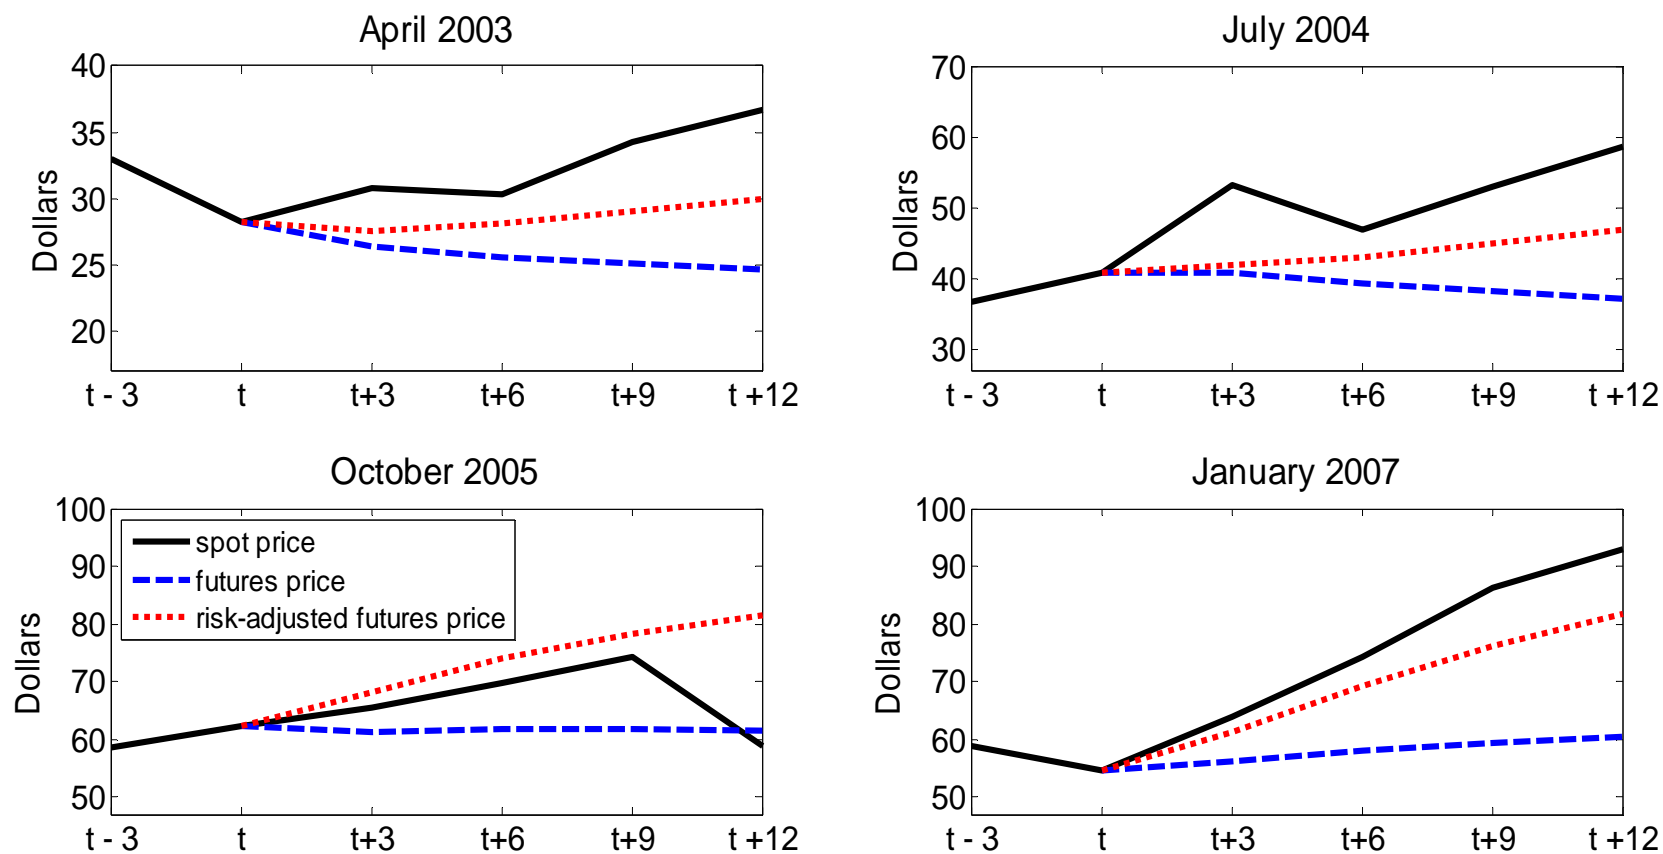 April 2003
40
35
30
25
20
Dollars
t - 3 t t+3 t+6 t+9 t +12
July 2004
70
60
50
40
30
Dollars
t - 3 t t+3 t+6 t+9 t +12
October 2005
100
90
80
70
60
50
Dollars
spot price
futures price
risk-adjusted futures price
t - 3 t t+3 t+6 t+9 t +12
January 2007
100
90
80
70
60
50
Dollars
t - 3 t t+3 t+6 t+9 t +12